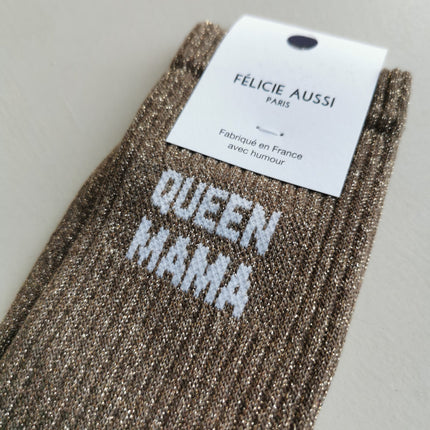 FÉLICIE AUSSI
PARIS
Fabriqué en France
avec humour
QUEEN
MAMA